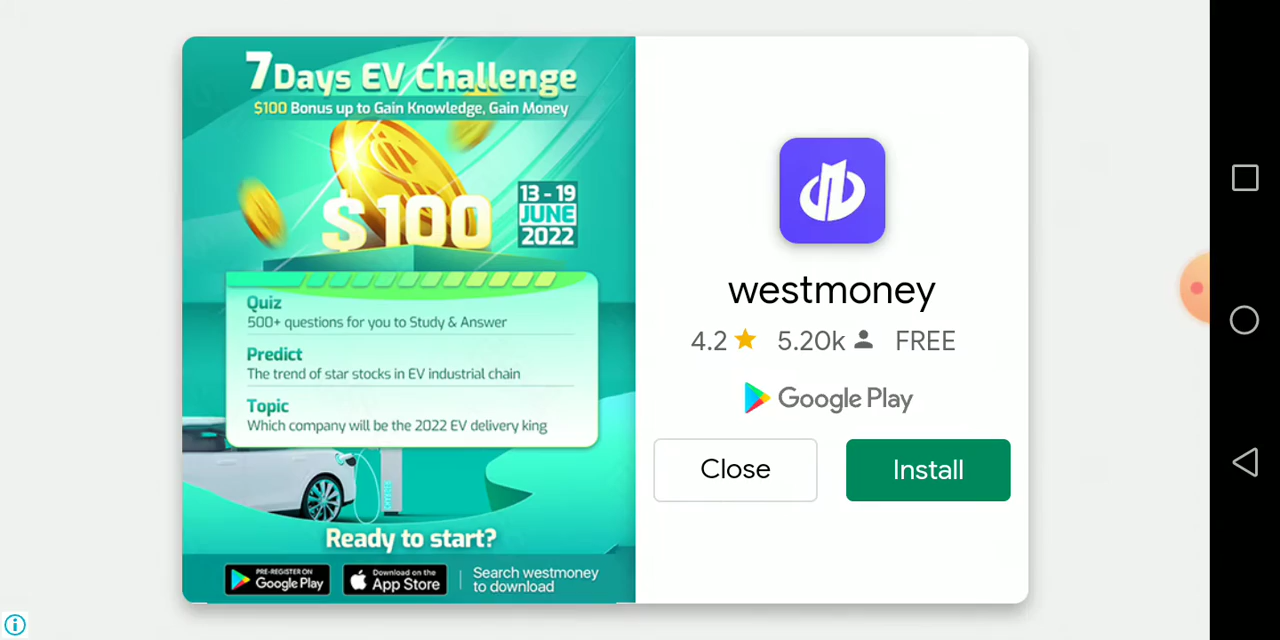 7Days EV Challenge
$100 Bonus up to Gain Knowledge, Gain Money
$100
13 - 19
JUNE
2022
Quiz
500+ questions for you to Study & Answer
Predict
The trend of star stocks in EV industrial chain
Topic
Which company will be the 2022 EV delivery king
Ready to start?
PRE-REGISTER ON
Google Play
Download on the
App Store
Search westmoney
to download
westmoney
4.2 5.20k FREE
Google Play
Close
Install